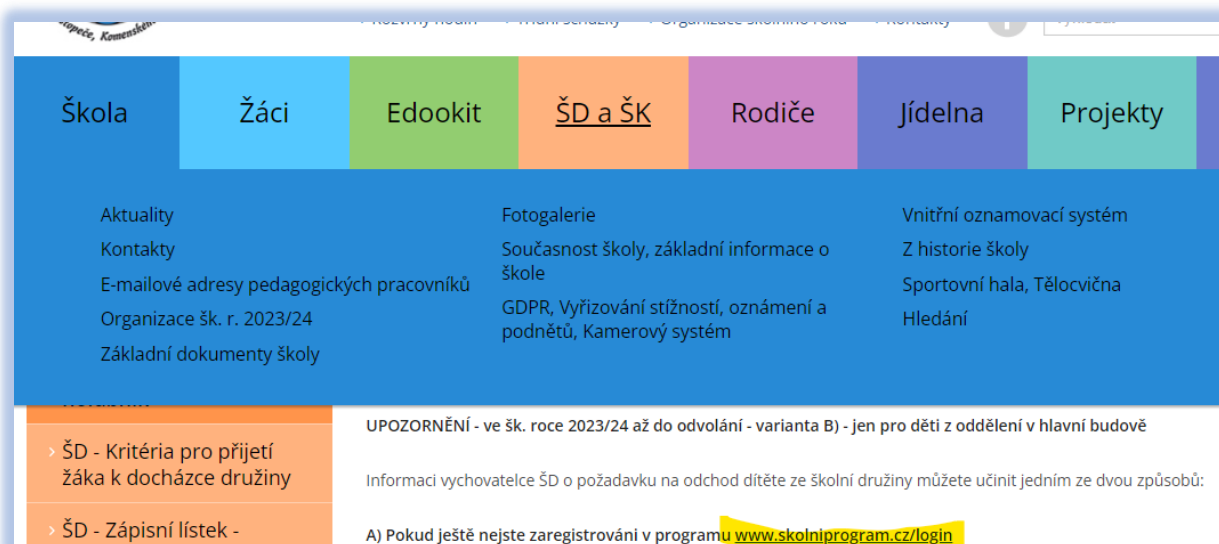 Škola
Žáci
Edookit
ŠD a ŠK
Rodiče
Jídelna
Projekty
Aktuality
Kontakty
E-mailové adresy pedagogických pracovníků
Organizace šk. r. 2023/24
Základní dokumenty školy
Fotogalerie
Současnost školy, základní informace o
škole
GDPR, Vyřizování stížností, oznámení a
podnětů, Kamerový systém
Vnitřní oznamovací systém
Z historie školy
Sportovní hala, Tělocvična
Hledání
› ŠD - Kritéria pro přijetí
žáka k docházce družiny
› ŠD - Zápisní lístek -
UPOZORNĚNÍ - ve šk. roce 2023/24 až do odvolání - varianta B) - jen pro děti z oddělení v hlavní budově
Informaci vychovatelce ŠD o požadavku na odchod dítěte ze školní družiny můžete učinit jedním ze dvou způsobů:
A) Pokud ještě nejste zaregistrováni v programu www.skolniprogram.cz/login